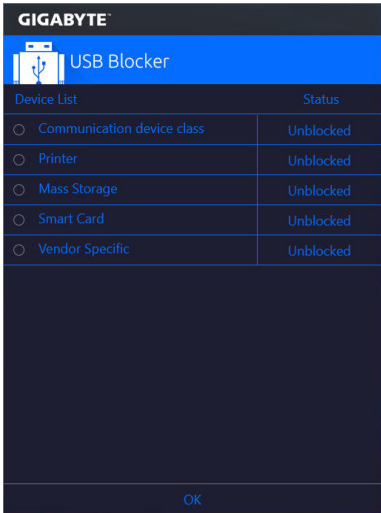 GIGABYTE™
USB Blocker
Device List Status
Communication device class Unblocked
Printer Unblocked
Mass Storage Unblocked
Smart Card Unblocked
Vendor Specific Unblocked
OK